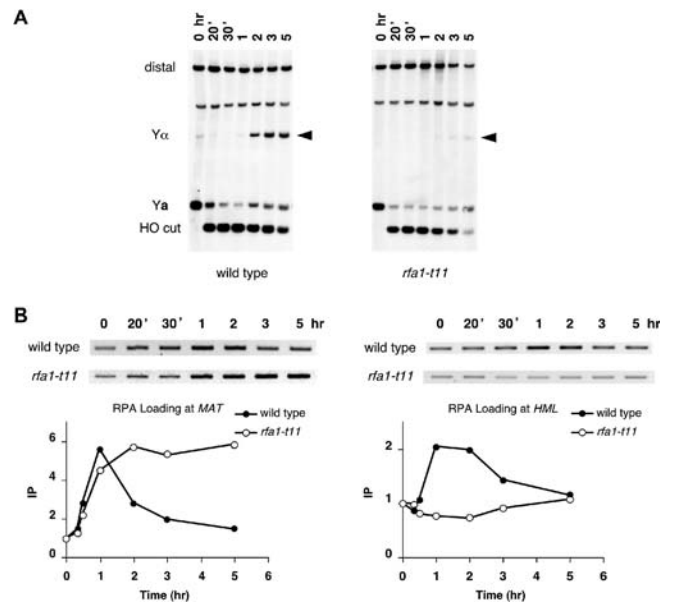 A
0 hr 20' 30' 1 2 3 5
0 hr 20' 30' 1 2 3 5
distal
Yα
Ya
HO cut
wild type
rfa1-t11
B
0 20' 30' 1 2 3 5 hr
wild type
rfa1-t11
RPA Loading at MAT
wild type
rfa1-t11
6
4
2
0
IP
0 1 2 3 4 5 6
Time (hr)
0 20' 30' 1 2 3 5 hr
wild type
rfa1-t11
RPA Loading at HML
wild type
rfa1-t11
2
1
0
IP
0 1 2 3 4 5 6
Time (hr)